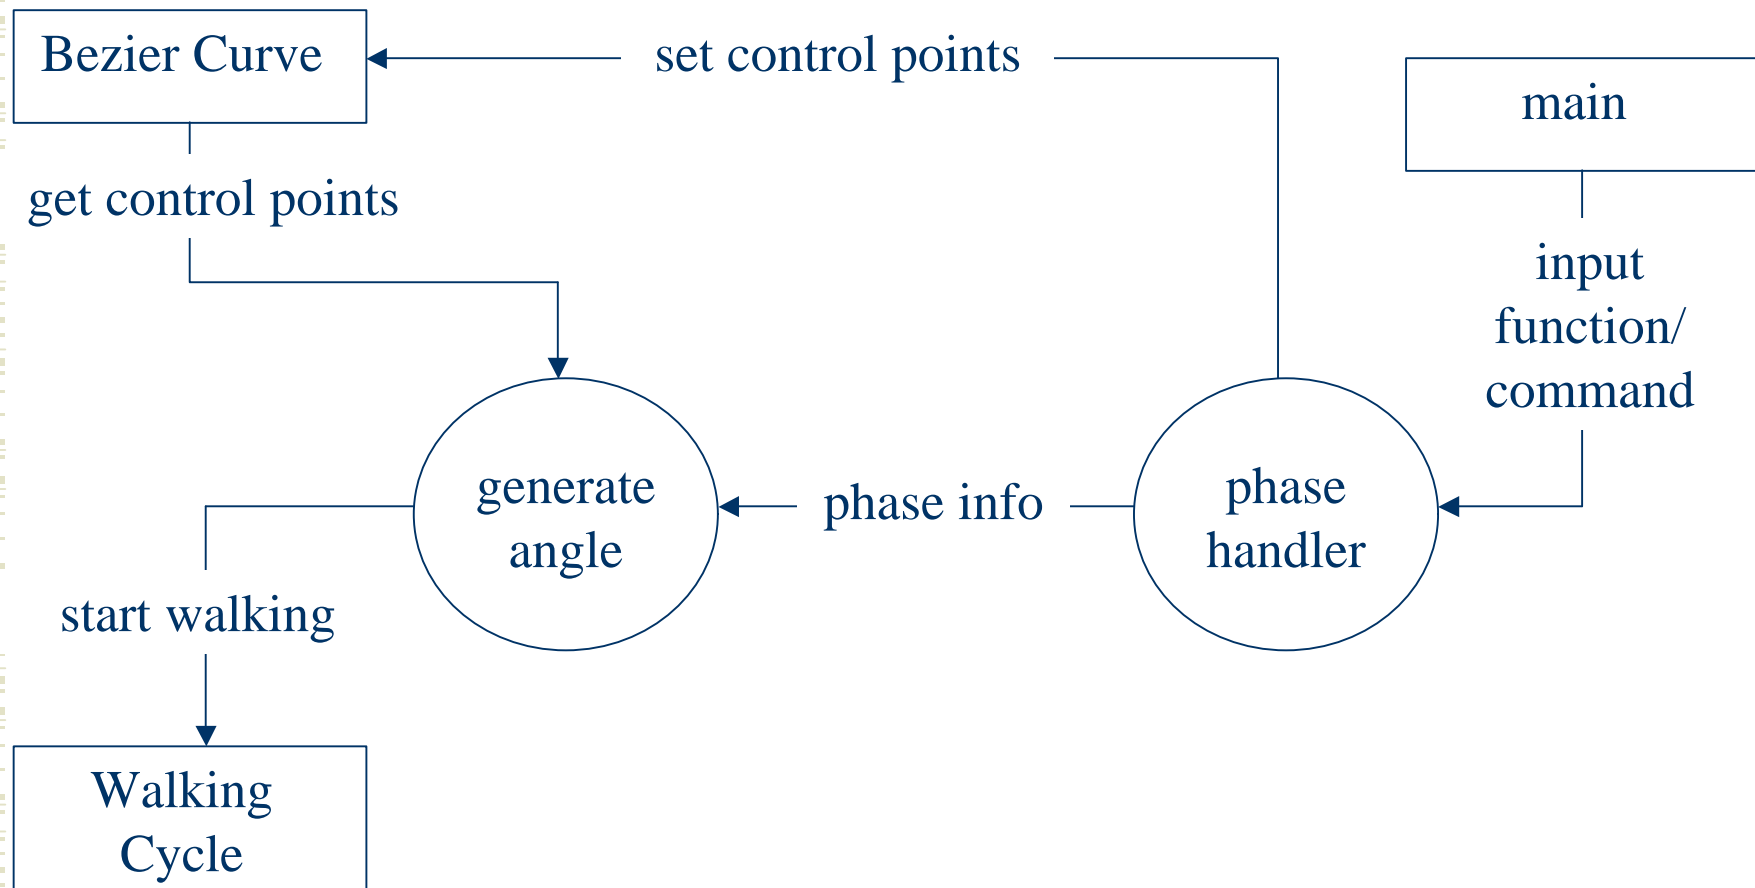 Bezier Curve
set control points
main
get control points
input
function/
command
generate
angle
phase info
phase
handler
start walking
Walking
Cycle